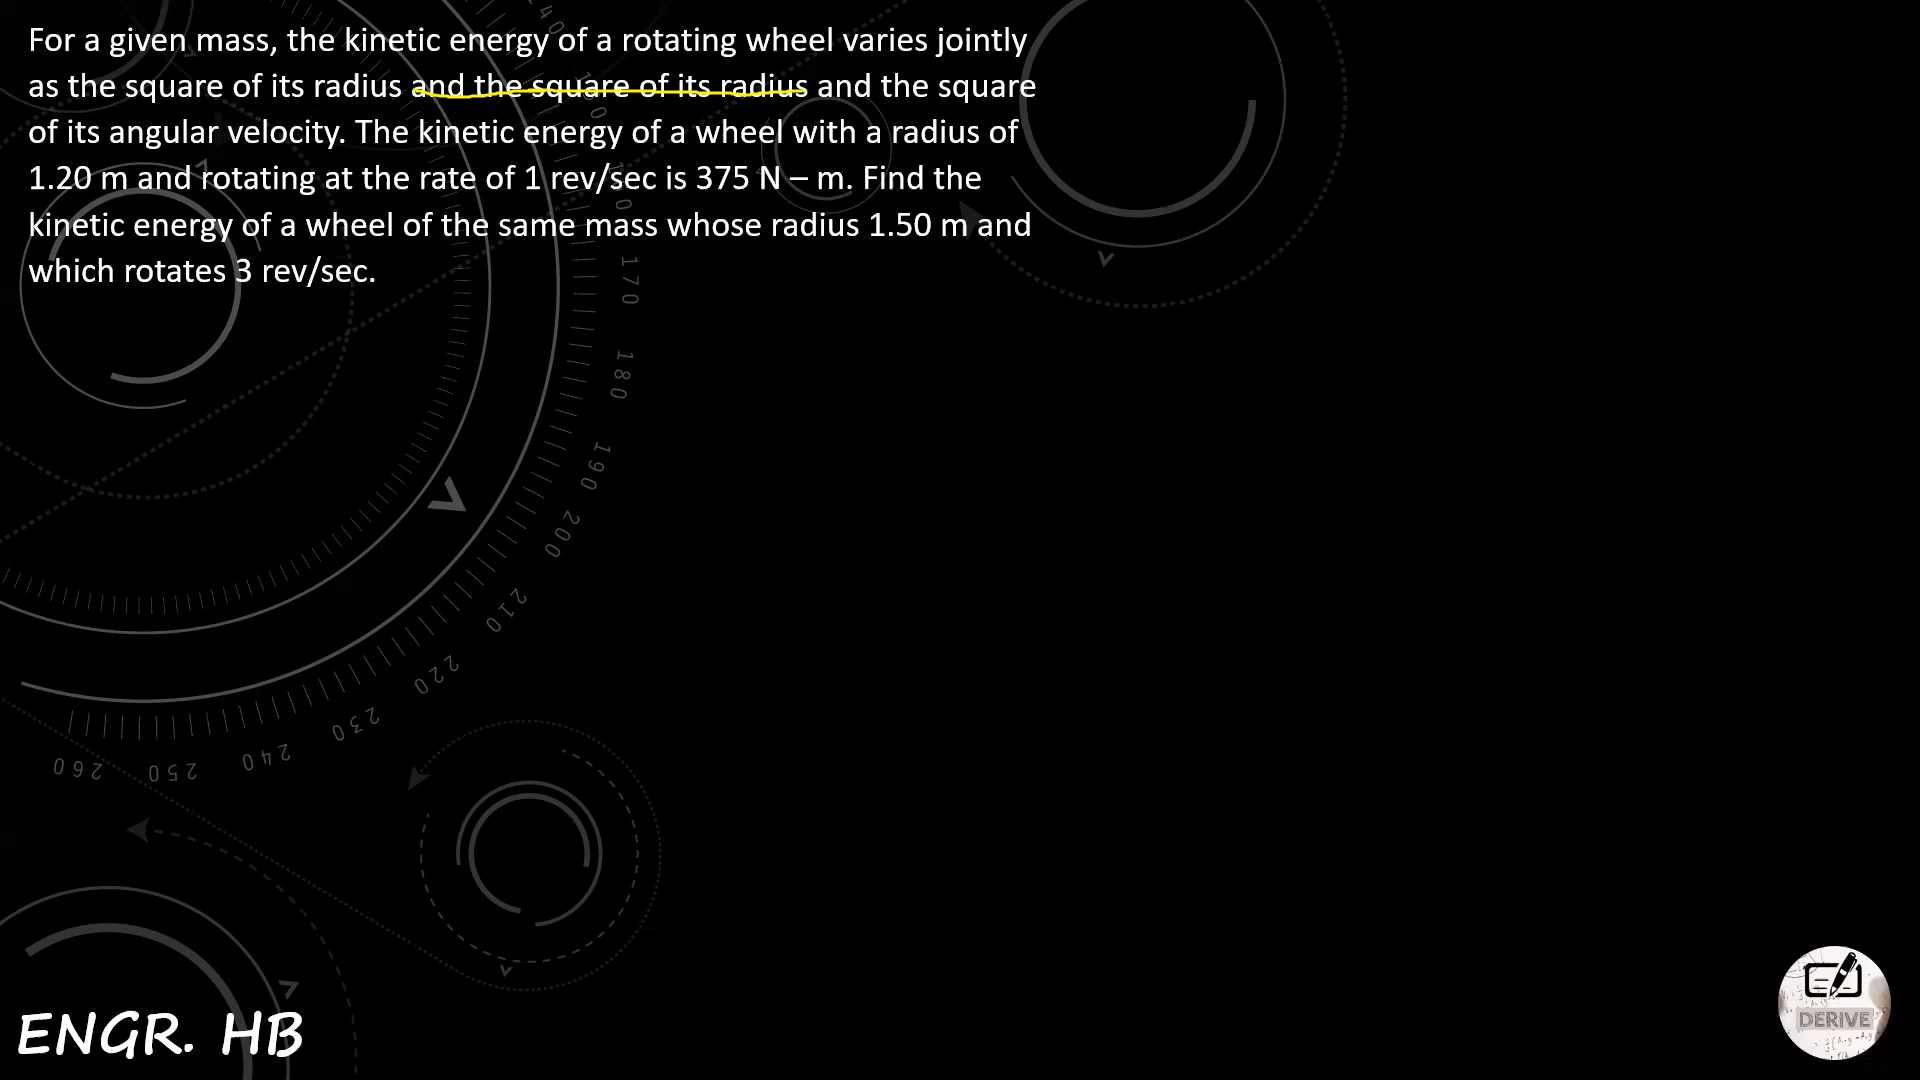 For a given mass, the kinetic energy of a rotating wheel varies jointly
as the square of its radius and the square of its radius and the square
of its angular velocity. The kinetic energy of a wheel with a radius of
1.20 m and rotating at the rate of 1 rev/sec is 375 N – m. Find the
kinetic energy of a wheel of the same mass whose radius 1.50 m and
which rotates 3 rev/sec.
170
180
190
200
210
220
230
240
250
260
ENGR. HB
DERIVE